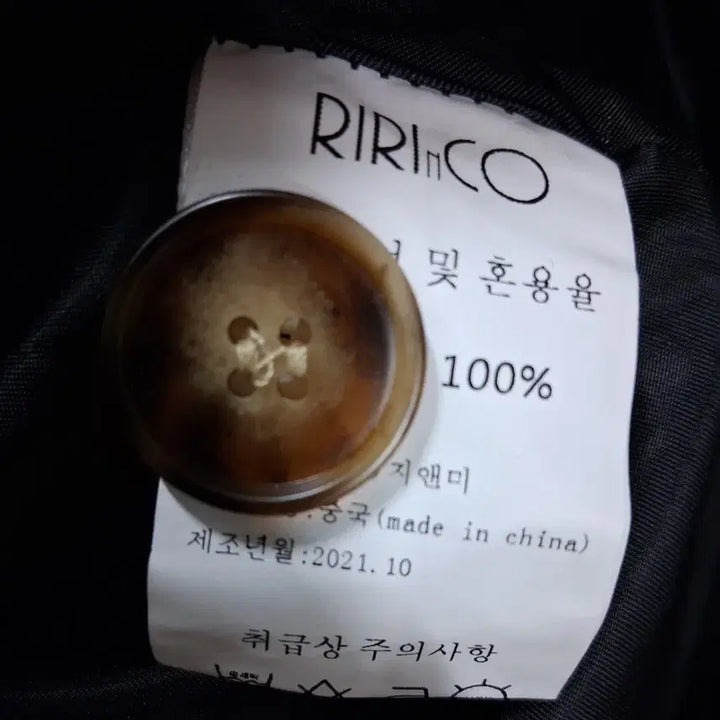 RIRInCO
및 혼용율
100%
지앤미
:중국(made in china)
제조년월:2021.10
취급상 주의사항